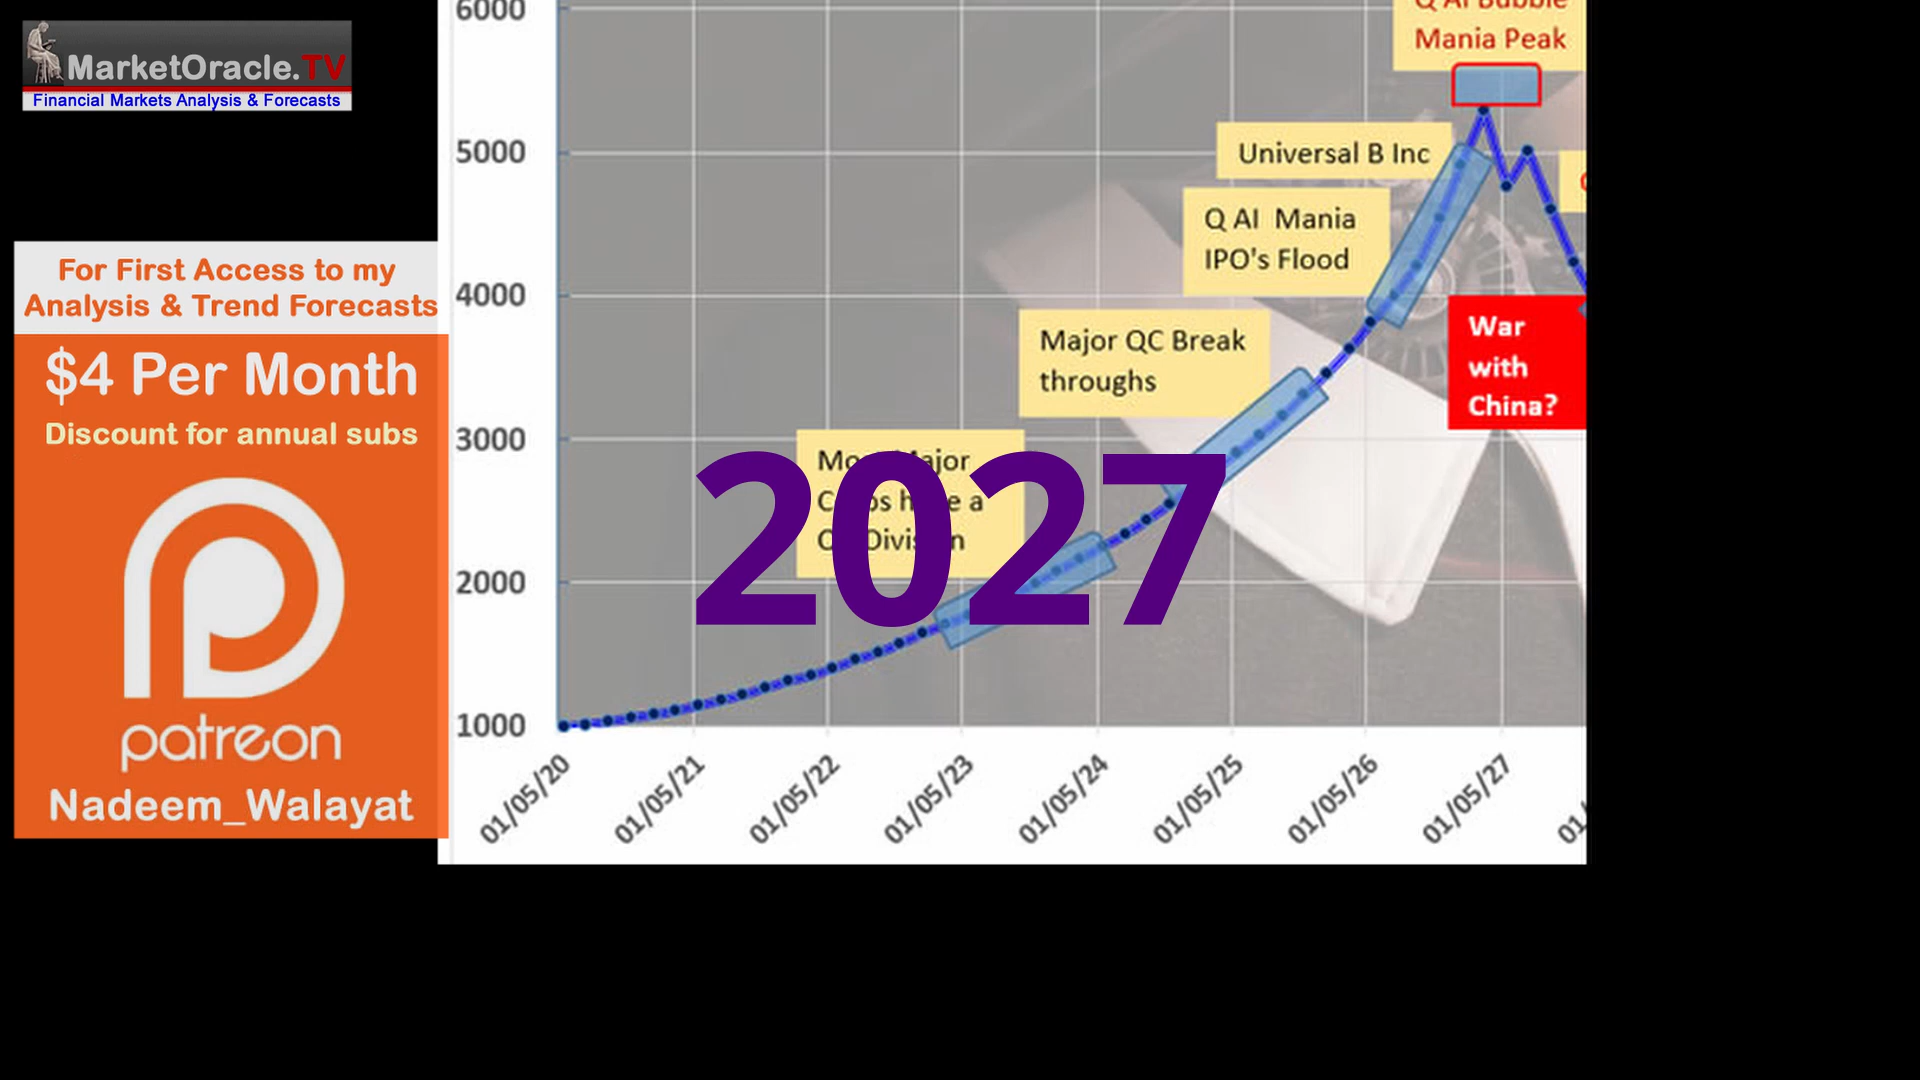 MarketOracle.TV
Financial Markets Analysis & Forecasts
For First Access to my
Analysis & Trend Forecasts
$4 Per Month
Discount for annual subs
patreon
Nadeem_Walayat
6000
5000
4000
3000
2000
1000
Q AI Bubble
Mania Peak
Universal B Inc
Q AI Mania
IPO's Flood
Major QC Break
throughs
War
with
China?
Major
a
2027
01/05/20
01/05/21
01/05/22
01/05/23
01/05/24
01/05/25
01/05/26
01/05/27